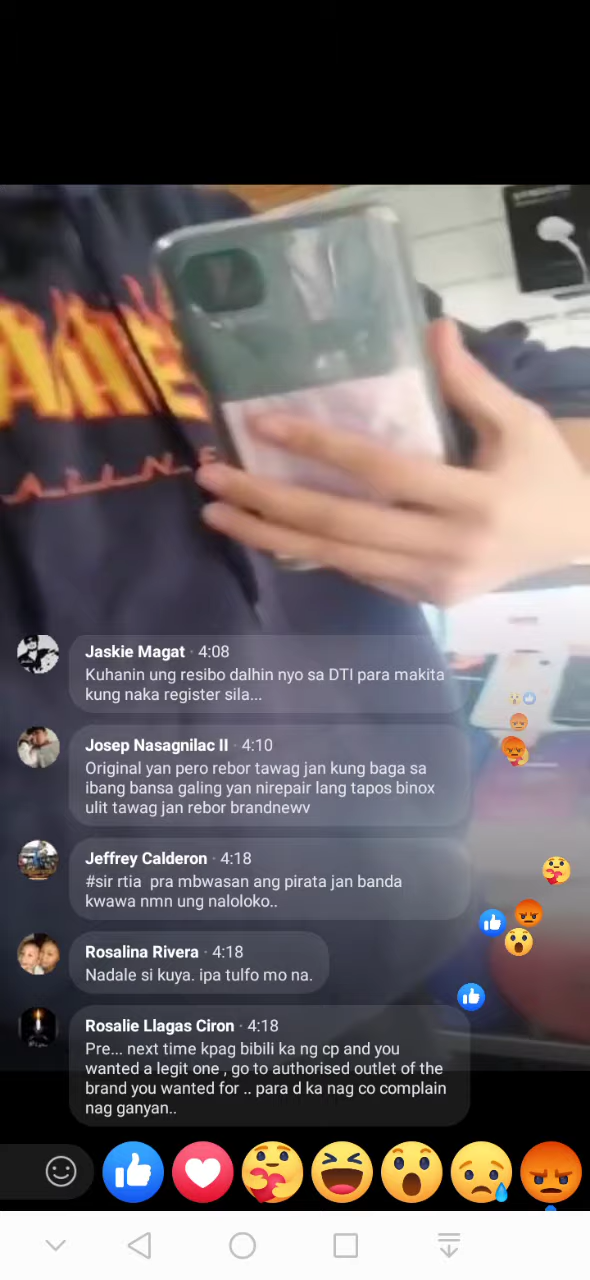 Jaskie Magat · 4:08
Kuhanin ung resibo dalhin nyo sa DTI para makita
kung naka register sila...
Josep Nasagnilac II · 4:10
Original yan pero rebor tawag jan kung baga sa
ibang bansa galing yan nirepair lang tapos binox
ulit tawag jan rebor brandnewv
Jeffrey Calderon · 4:18
#sir rtia pra mbwasan ang pirata jan banda
kwawa nmn ung naloloko..
Rosalina Rivera · 4:18
Nadale si kuya. ipa tulfo mo na.
Rosalie Llagas Ciron · 4:18
Pre... next time kpag bibili ka ng cp and you
wanted a legit one , go to authorised outlet of the
brand you wanted for .. para d ka nag co complain
nag ganyan..